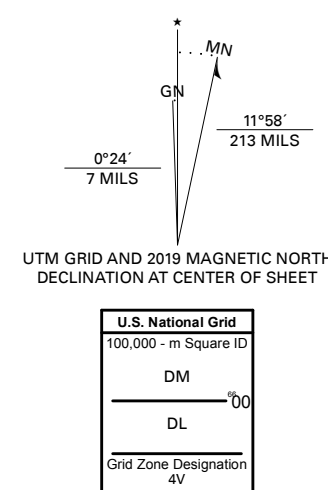 ★
MN
GN
11°58´
213 MILS
0°24´
7 MILS
UTM GRID AND 2019 MAGNETIC NORTH
DECLINATION AT CENTER OF SHEET
U.S. National Grid
100,000 - m Square ID
DM
6600
DL
Grid Zone Designation
4V